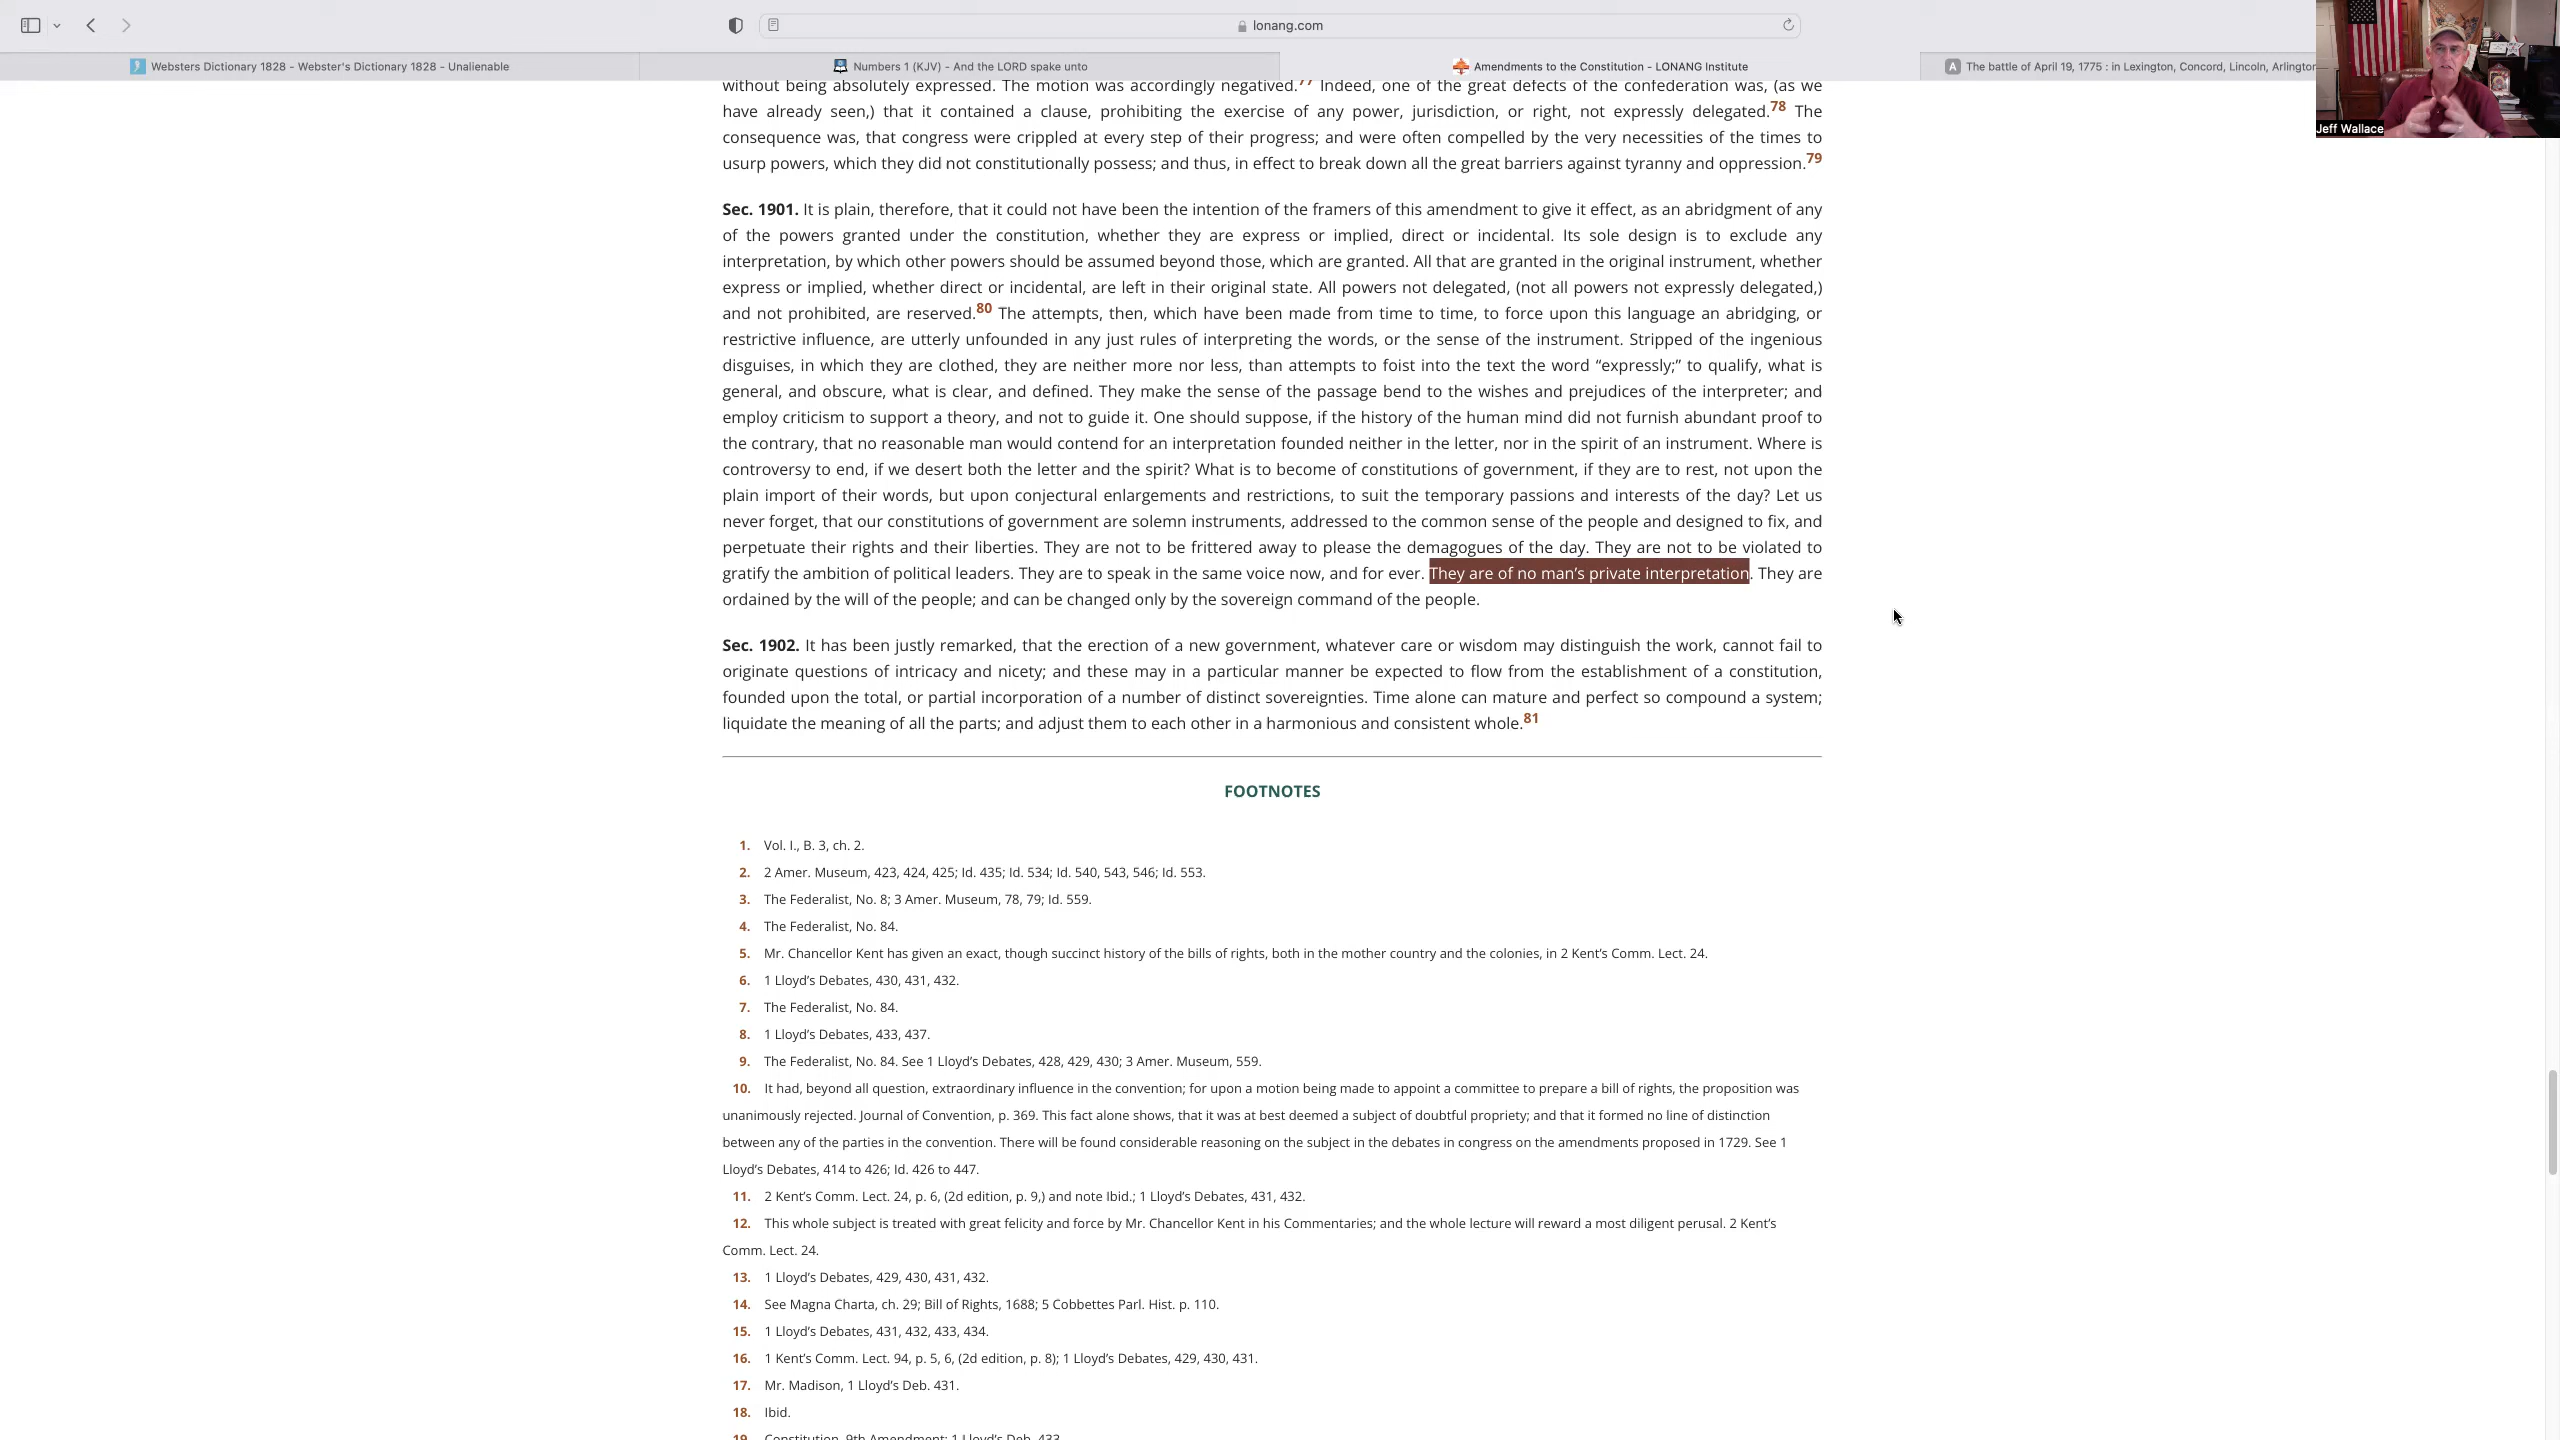 lonang.com
Websters Dictionary 1828 - Webster's Dictionary 1828 - Unalienable
Numbers 1 (KJV) - And the LORD spake unto
Amendments to the Constitution - LONANG Institute
A The battle of April 19, 1775 : in Lexington, Concord, Lincoln, Arlington
Jeff Wallace
without being absolutely expressed. The motion was accordingly negatived.77 Indeed, one of the great defects of the confederation was, (as we
have already seen,) that it contained a clause, prohibiting the exercise of any power, jurisdiction, or right, not expressly delegated.78 The
consequence was, that congress were crippled at every step of their progress; and were often compelled by the very necessities of the times to
usurp powers, which they did not constitutionally possess; and thus, in effect to break down all the great barriers against tyranny and oppression.79
Sec. 1901. It is plain, therefore, that it could not have been the intention of the framers of this amendment to give it effect, as an abridgment of any
of the powers granted under the constitution, whether they are express or implied, direct or incidental. Its sole design is to exclude any
interpretation, by which other powers should be assumed beyond those, which are granted. All that are granted in the original instrument, whether
express or implied, whether direct or incidental, are left in their original state. All powers not delegated, (not all powers not expressly delegated,)
and not prohibited, are reserved.80 The attempts, then, which have been made from time to time, to force upon this language an abridging, or
restrictive influence, are utterly unfounded in any just rules of interpreting the words, or the sense of the instrument. Stripped of the ingenious
disguises, in which they are clothed, they are neither more nor less, than attempts to foist into the text the word “expressly;” to qualify, what is
general, and obscure, what is clear, and defined. They make the sense of the passage bend to the wishes and prejudices of the interpreter; and
employ criticism to support a theory, and not to guide it. One should suppose, if the history of the human mind did not furnish abundant proof to
the contrary, that no reasonable man would contend for an interpretation founded neither in the letter, nor in the spirit of an instrument. Where is
controversy to end, if we desert both the letter and the spirit? What is to become of constitutions of government, if they are to rest, not upon the
plain import of their words, but upon conjectural enlargements and restrictions, to suit the temporary passions and interests of the day? Let us
never forget, that our constitutions of government are solemn instruments, addressed to the common sense of the people and designed to fix, and
perpetuate their rights and their liberties. They are not to be frittered away to please the demagogues of the day. They are not to be violated to
gratify the ambition of political leaders. They are to speak in the same voice now, and for ever. They are of no man’s private interpretation. They are
ordained by the will of the people; and can be changed only by the sovereign command of the people.
Sec. 1902. It has been justly remarked, that the erection of a new government, whatever care or wisdom may distinguish the work, cannot fail to
originate questions of intricacy and nicety; and these may in a particular manner be expected to flow from the establishment of a constitution,
founded upon the total, or partial incorporation of a number of distinct sovereignties. Time alone can mature and perfect so compound a system;
liquidate the meaning of all the parts; and adjust them to each other in a harmonious and consistent whole.81
FOOTNOTES
1. Vol. I., B. 3, ch. 2.
2. 2 Amer. Museum, 423, 424, 425; Id. 435; Id. 534; Id. 540, 543, 546; Id. 553.
3. The Federalist, No. 8; 3 Amer. Museum, 78, 79; Id. 559.
4. The Federalist, No. 84.
5. Mr. Chancellor Kent has given an exact, though succinct history of the bills of rights, both in the mother country and the colonies, in 2 Kent’s Comm. Lect. 24.
6. 1 Lloyd’s Debates, 430, 431, 432.
7. The Federalist, No. 84.
8. 1 Lloyd’s Debates, 433, 437.
9. The Federalist, No. 84. See 1 Lloyd’s Debates, 428, 429, 430; 3 Amer. Museum, 559.
10. It had, beyond all question, extraordinary influence in the convention; for upon a motion being made to appoint a committee to prepare a bill of rights, the proposition was
unanimously rejected. Journal of Convention, p. 369. This fact alone shows, that it was at best deemed a subject of doubtful propriety; and that it formed no line of distinction
between any of the parties in the convention. There will be found considerable reasoning on the subject in the debates in congress on the amendments proposed in 1729. See 1
Lloyd’s Debates, 414 to 426; Id. 426 to 447.
11. 2 Kent’s Comm. Lect. 24, p. 6, (2d edition, p. 9,) and note Ibid.; 1 Lloyd’s Debates, 431, 432.
12. This whole subject is treated with great felicity and force by Mr. Chancellor Kent in his Commentaries; and the whole lecture will reward a most diligent perusal. 2 Kent’s
Comm. Lect. 24.
13. 1 Lloyd’s Debates, 429, 430, 431, 432.
14. See Magna Charta, ch. 29; Bill of Rights, 1688; 5 Cobbettes Parl. Hist. p. 110.
15. 1 Lloyd’s Debates, 431, 432, 433, 434.
16. 1 Kent’s Comm. Lect. 94, p. 5, 6, (2d edition, p. 8); 1 Lloyd’s Debates, 429, 430, 431.
17. Mr. Madison, 1 Lloyd’s Deb. 431.
18. Ibid.
19. Constitution, 9th Amendment; 1 Lloyd’s Deb. 433.